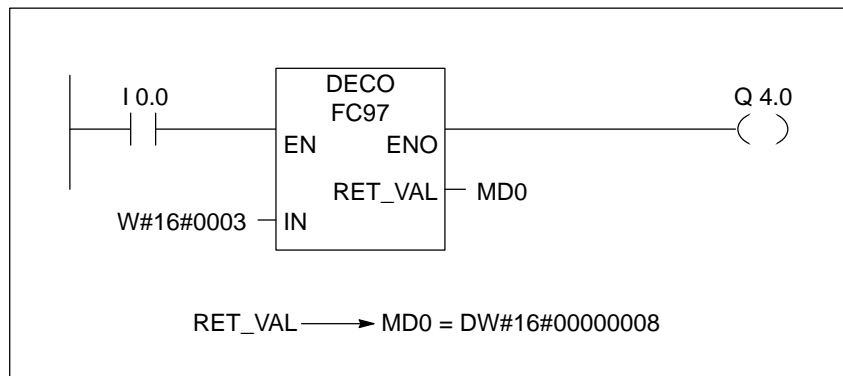 DECO
I 0.0
FC97
Q 4.0
EN ENO
RET_VAL MD0
W#16#0003 IN
RET_VAL MD0 = DW#16#00000008